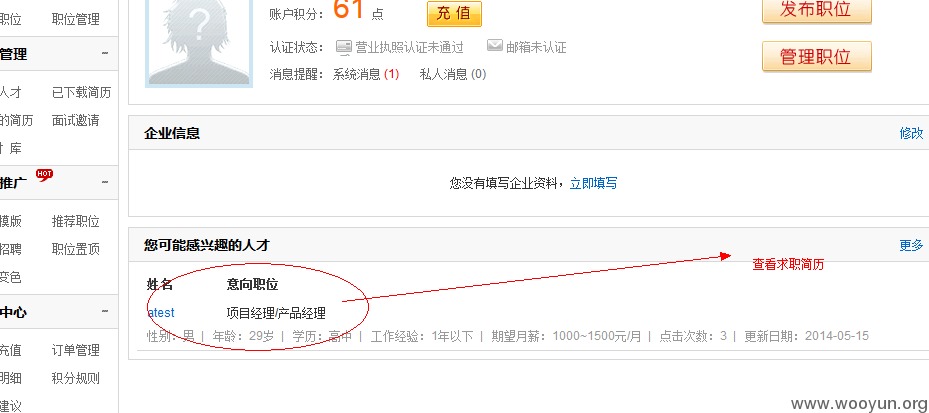 职位 职位管理
管理 -
人才 已下载简历
的简历 面试邀请
库
推广 HOT -
模版 推荐职位
招聘 职位置顶
变色
中心 -
充值 订单管理
明细 积分规则
建议
账户积分: 61 点 充 值
认证状态: 营业执照认证未通过 邮箱未认证
消息提醒: 系统消息 (1) 私人消息 (0)
发布职位
管理职位
企业信息 修改
您没有填写企业资料，立即填写
您可能感兴趣的人才 更多
查看求职简历
姓名 意向职位
atest 项目经理/产品经理
性别: 男 | 年龄: 29岁 | 学历: 高中 | 工作经验: 1年以下 | 期望月薪: 1000~1500元/月 | 点击次数: 3 | 更新日期: 2014-05-15
www.wooyun.org